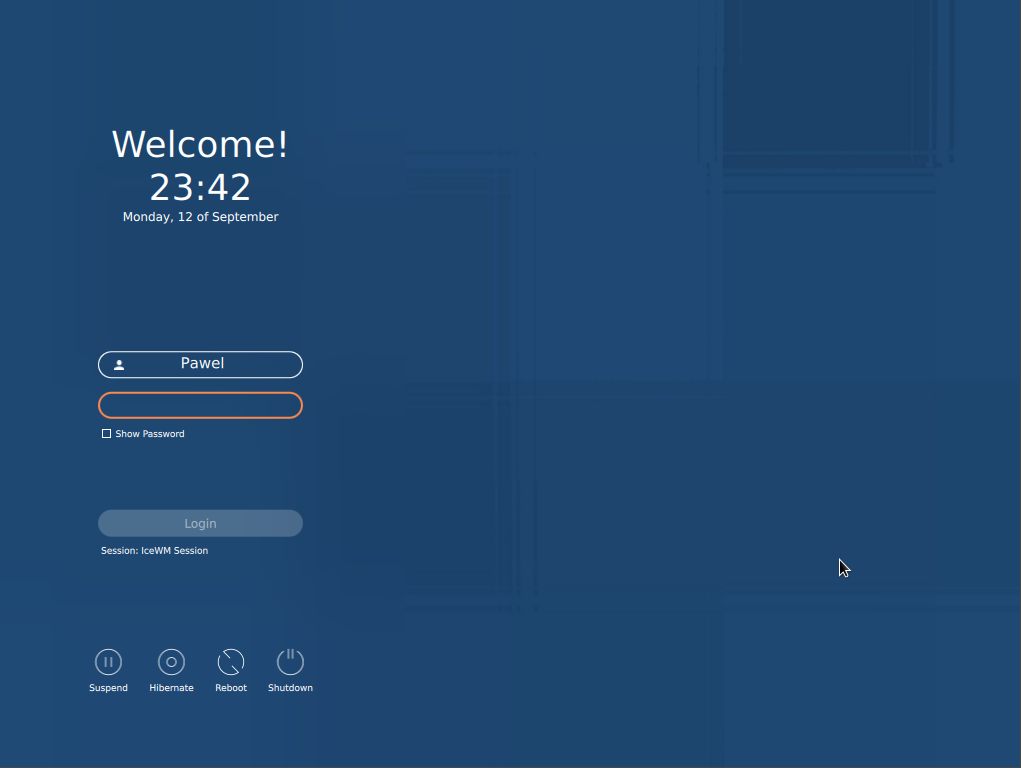 Welcome!
23:42
Monday, 12 of September
Pawel
Show Password
Login
Session: IceWM Session
Suspend Hibernate Reboot Shutdown